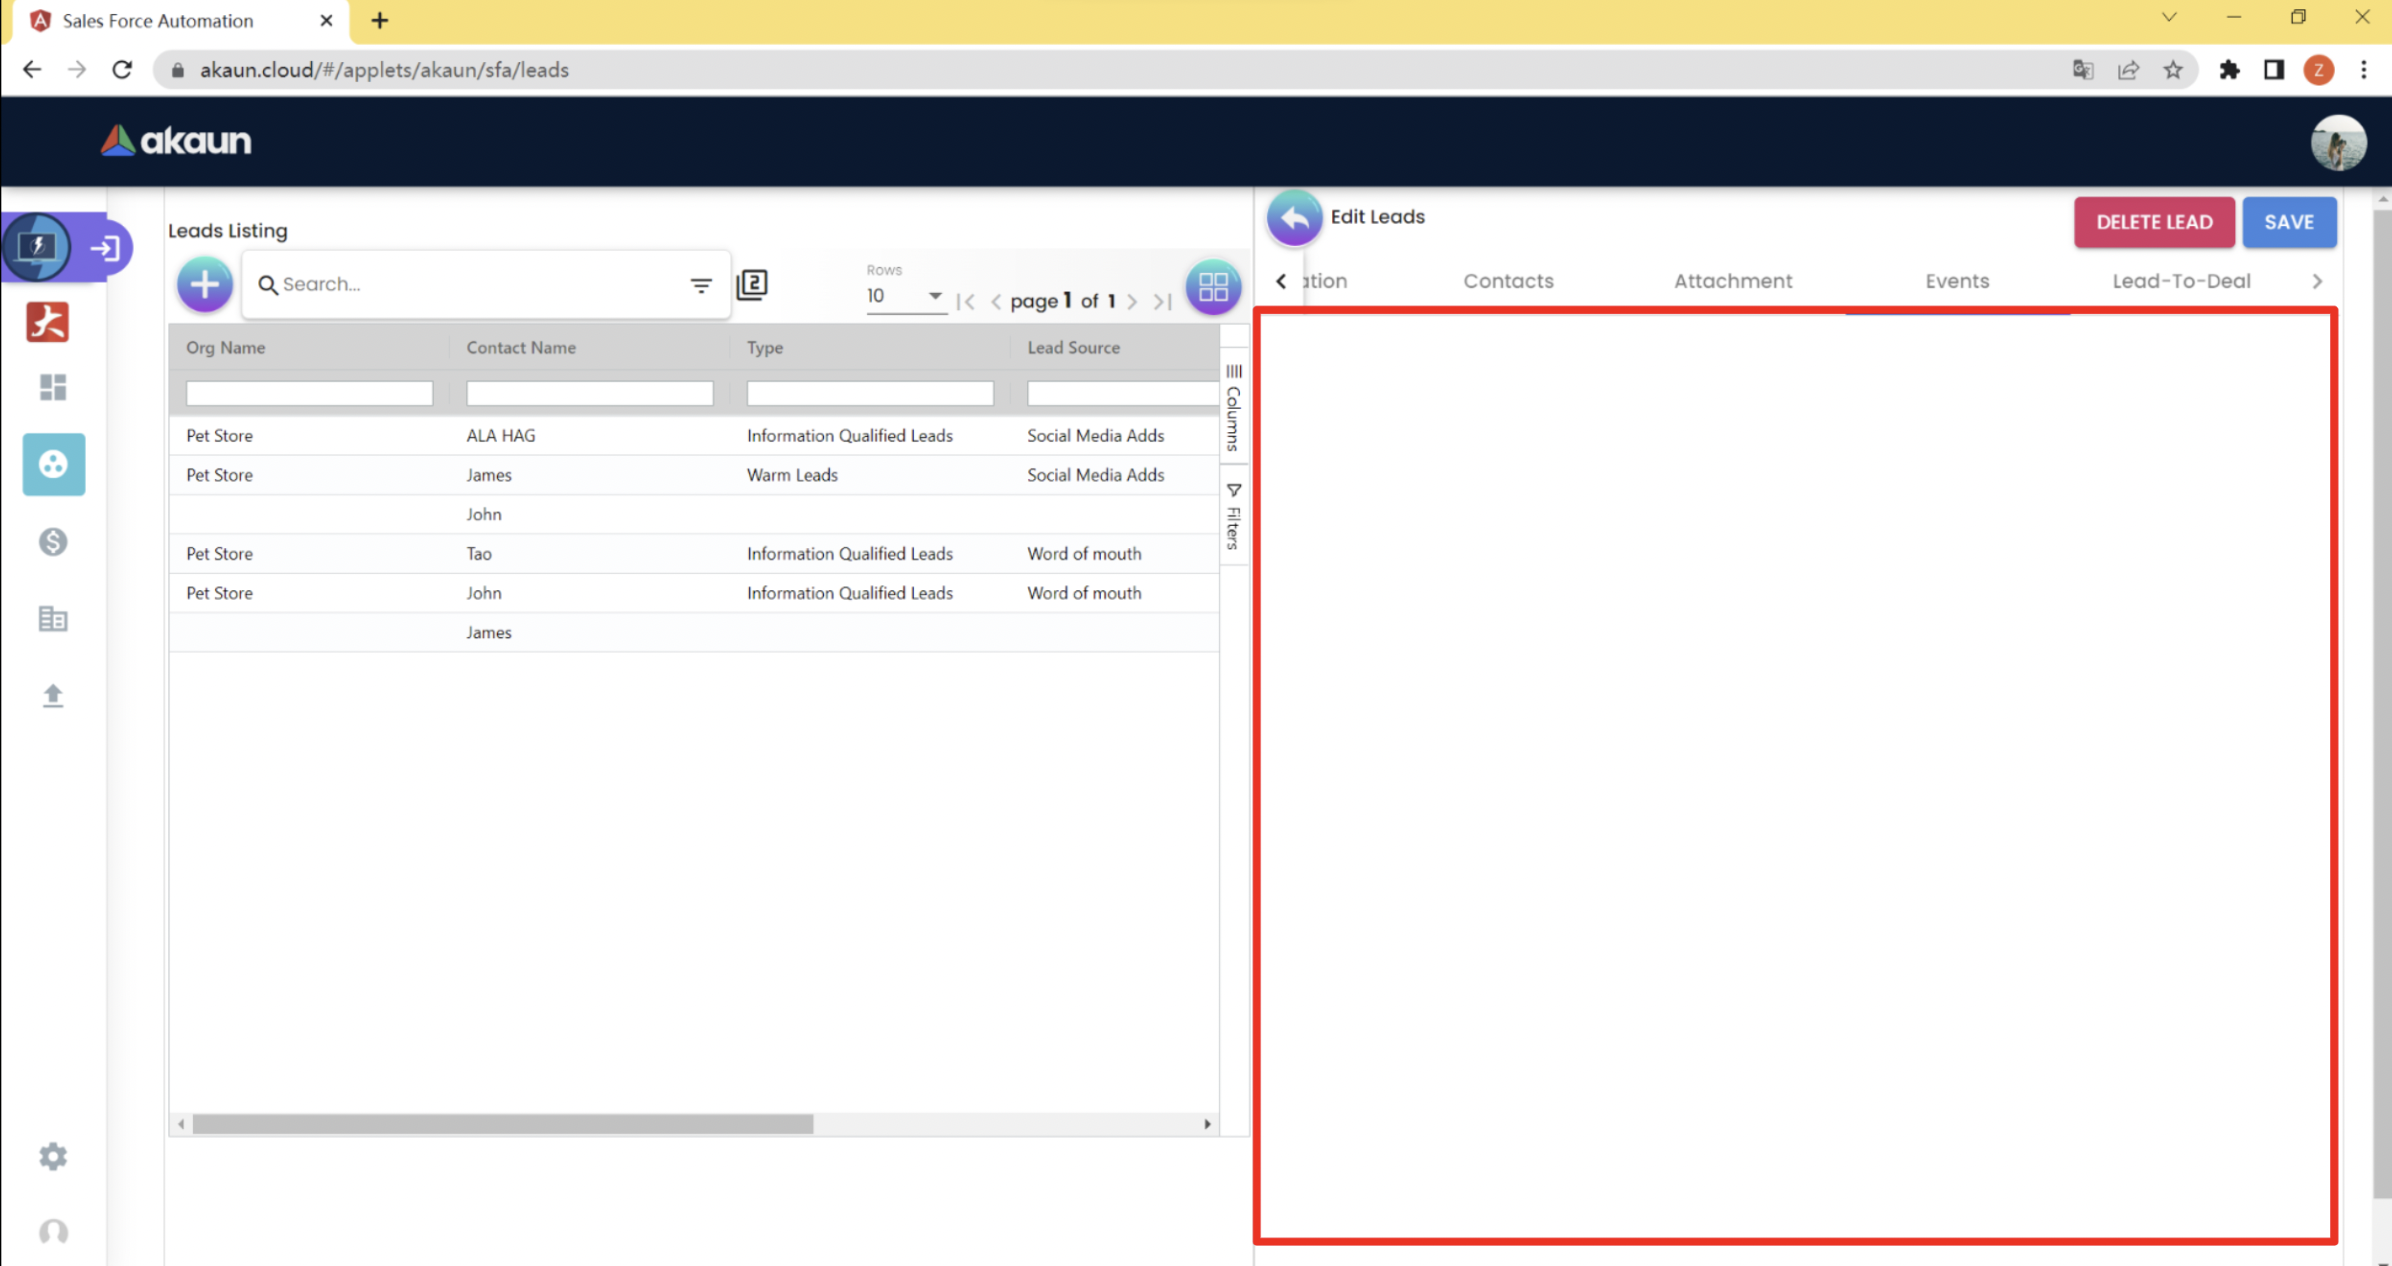 Sales Force Automation
akaun.cloud/#/applets/akaun/sfa/leads
Z
akaun
Leads Listing
Search...
2
Rows
10
page 1 of 1
Edit Leads
DELETE LEAD
SAVE
ation
Contacts
Attachment
Events
Lead-To-Deal
Org Name
Contact Name
Type
Lead Source
Columns
Filters
Pet Store
ALA HAG
Information Qualified Leads
Social Media Adds
Pet Store
James
Warm Leads
Social Media Adds
John
Pet Store
Tao
Information Qualified Leads
Word of mouth
Pet Store
John
Information Qualified Leads
Word of mouth
James